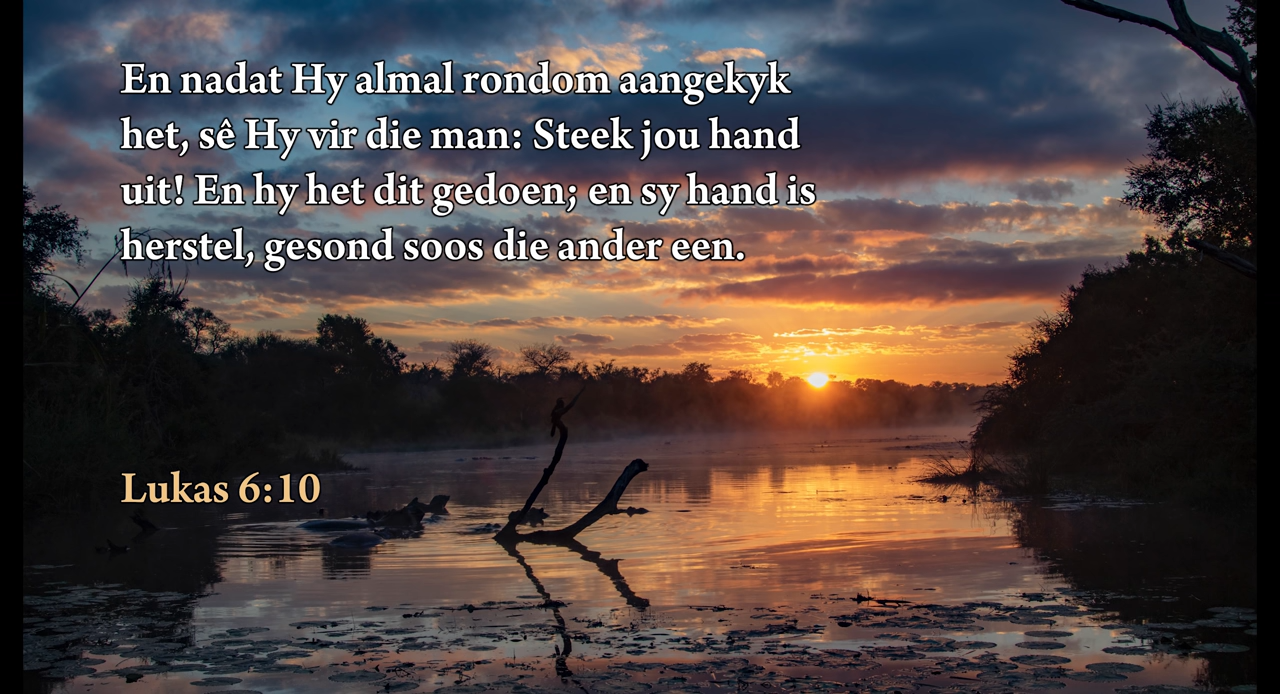 En nadat Hy almal rondom aangekyk
het, sê Hy vir die man: Steek jou hand
uit! En hy het dit gedoen; en sy hand is
herstel, gesond soos die ander een.
Lukas 6:10